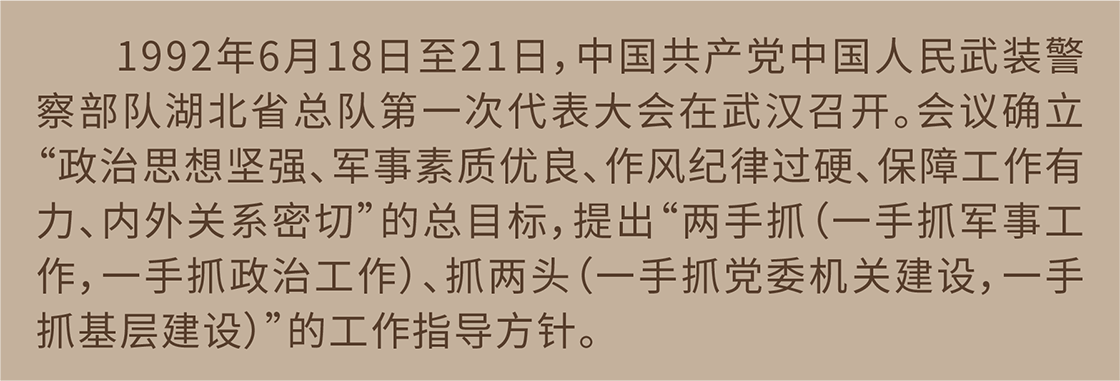 1992年6月18日至21日，中国共产党中国人民武装警
察部队湖北省总队第一次代表大会在武汉召开。会议确立
“政治思想坚强、军事素质优良、作风纪律过硬、保障工作有
力、内外关系密切”的总目标，提出“两手抓（一手抓军事工
作，一手抓政治工作）、抓两头（一手抓党委机关建设，一手
抓基层建设）”的工作指导方针。